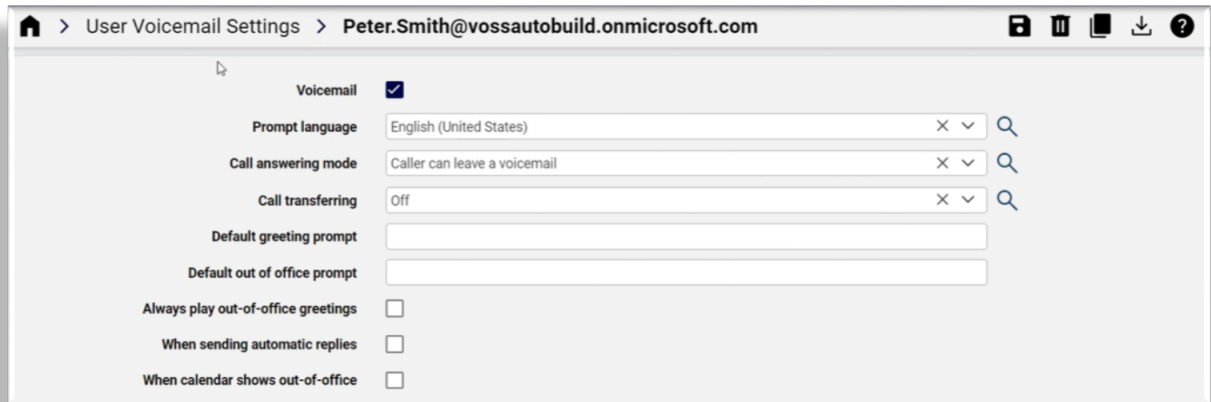 > User Voicemail Settings > Peter.Smith@vossautobuild.onmicrosoft.com
Voicemail
Prompt language English (United States)
Call answering mode Caller can leave a voicemail
Call transferring Off
Default greeting prompt
Default out of office prompt
Always play out-of-office greetings
When sending automatic replies
When calendar shows out-of-office